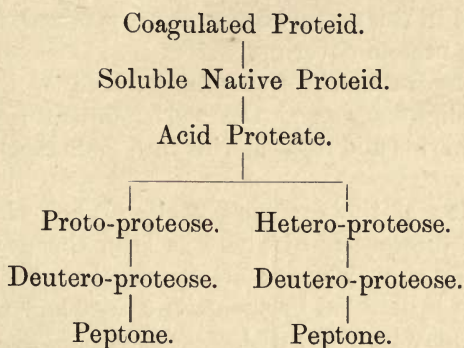 Coagulated Proteid.
Soluble Native Proteid.
Acid Proteate.
Proto-proteose. Hetero-proteose.
Deutero-proteose. Deutero-proteose.
Peptone. Peptone.